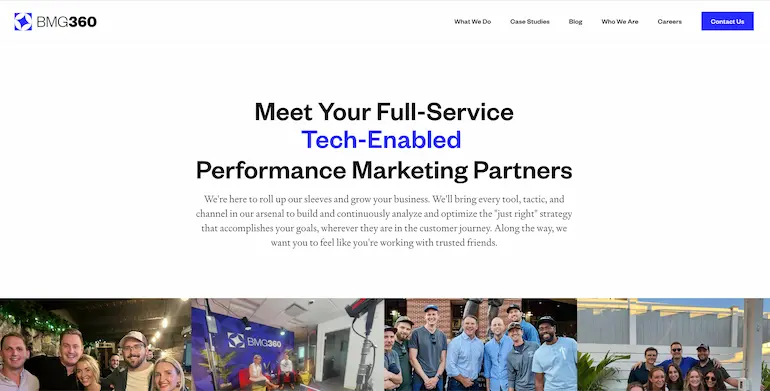 BMG360
What We Do
Case Studies
Blog
Who We Are
Careers
Contact Us
Meet Your Full-Service
Tech-Enabled
Performance Marketing Partners
We're here to roll up our sleeves and grow your business. We'll bring every tool, tactic, and
channel in our arsenal to build and continuously analyze and optimize the "just right" strategy
that accomplishes your goals, wherever they are in the customer journey. Along the way, we
want you to feel like you're working with trusted friends.
BMG360